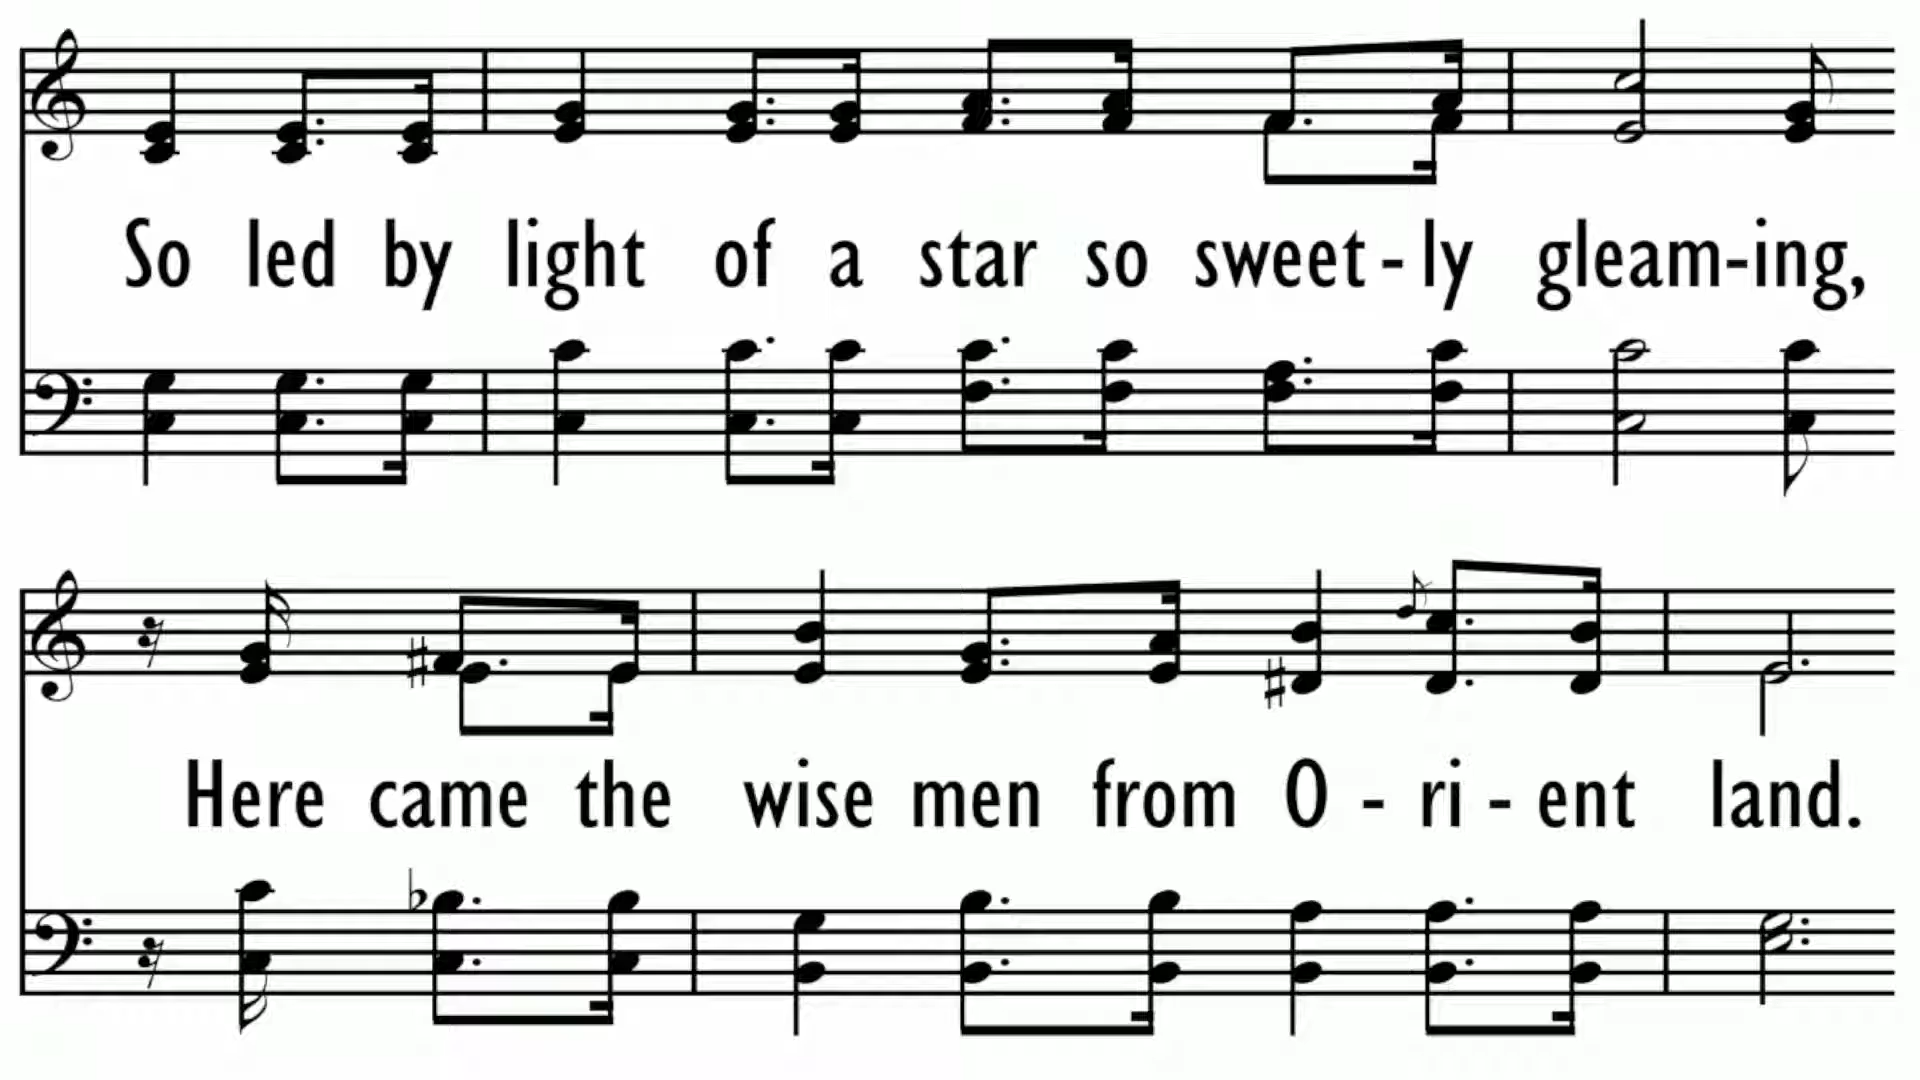 So led by light of a star so sweet-ly gleam-ing,
Here came the wise men from O-ri-ent land.